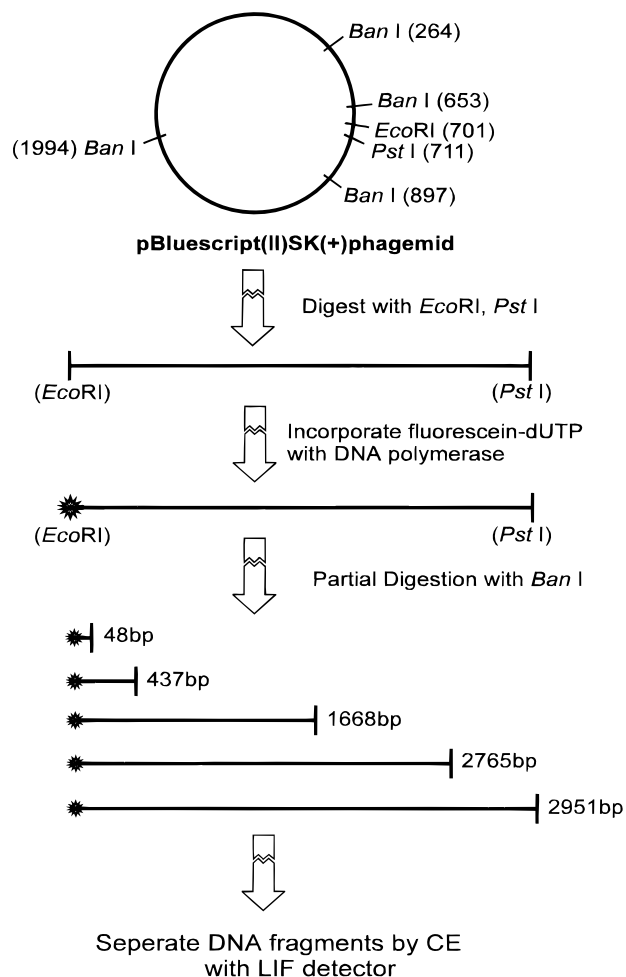 Ban I (264)
Ban I (653)
EcoRI (701)
(1994) Ban I
Pst I (711)
Ban I (897)
pBluescript(II)SK(+)phagemid
Digest with EcoRI, Pst I
(EcoRI)
(Pst I)
Incorporate fluorescein-dUTP
with DNA polymerase
(EcoRI)
(Pst I)
Partial Digestion with Ban I
48bp
437bp
1668bp
2765bp
2951bp
Seperate DNA fragments by CE
with LIF detector